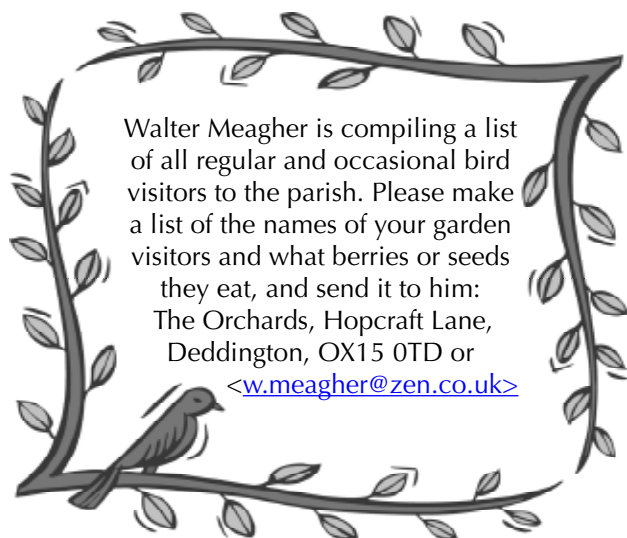 Walter Meagher is compiling a list
of all regular and occasional bird
visitors to the parish. Please make
a list of the names of your garden
visitors and what berries or seeds
they eat, and send it to him:
The Orchards, Hopcraft Lane,
Deddington, OX15 0TD or
<w.meagher@zen.co.uk>